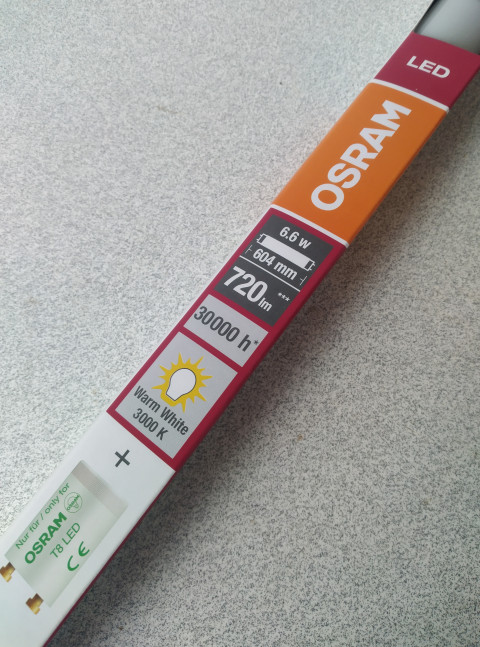 LED
OSRAM
6.6 W
604 mm
720 lm ***
30000 h*
Warm White
3000 K
+
Nur für / only for
OSRAM
T8 LED
CE